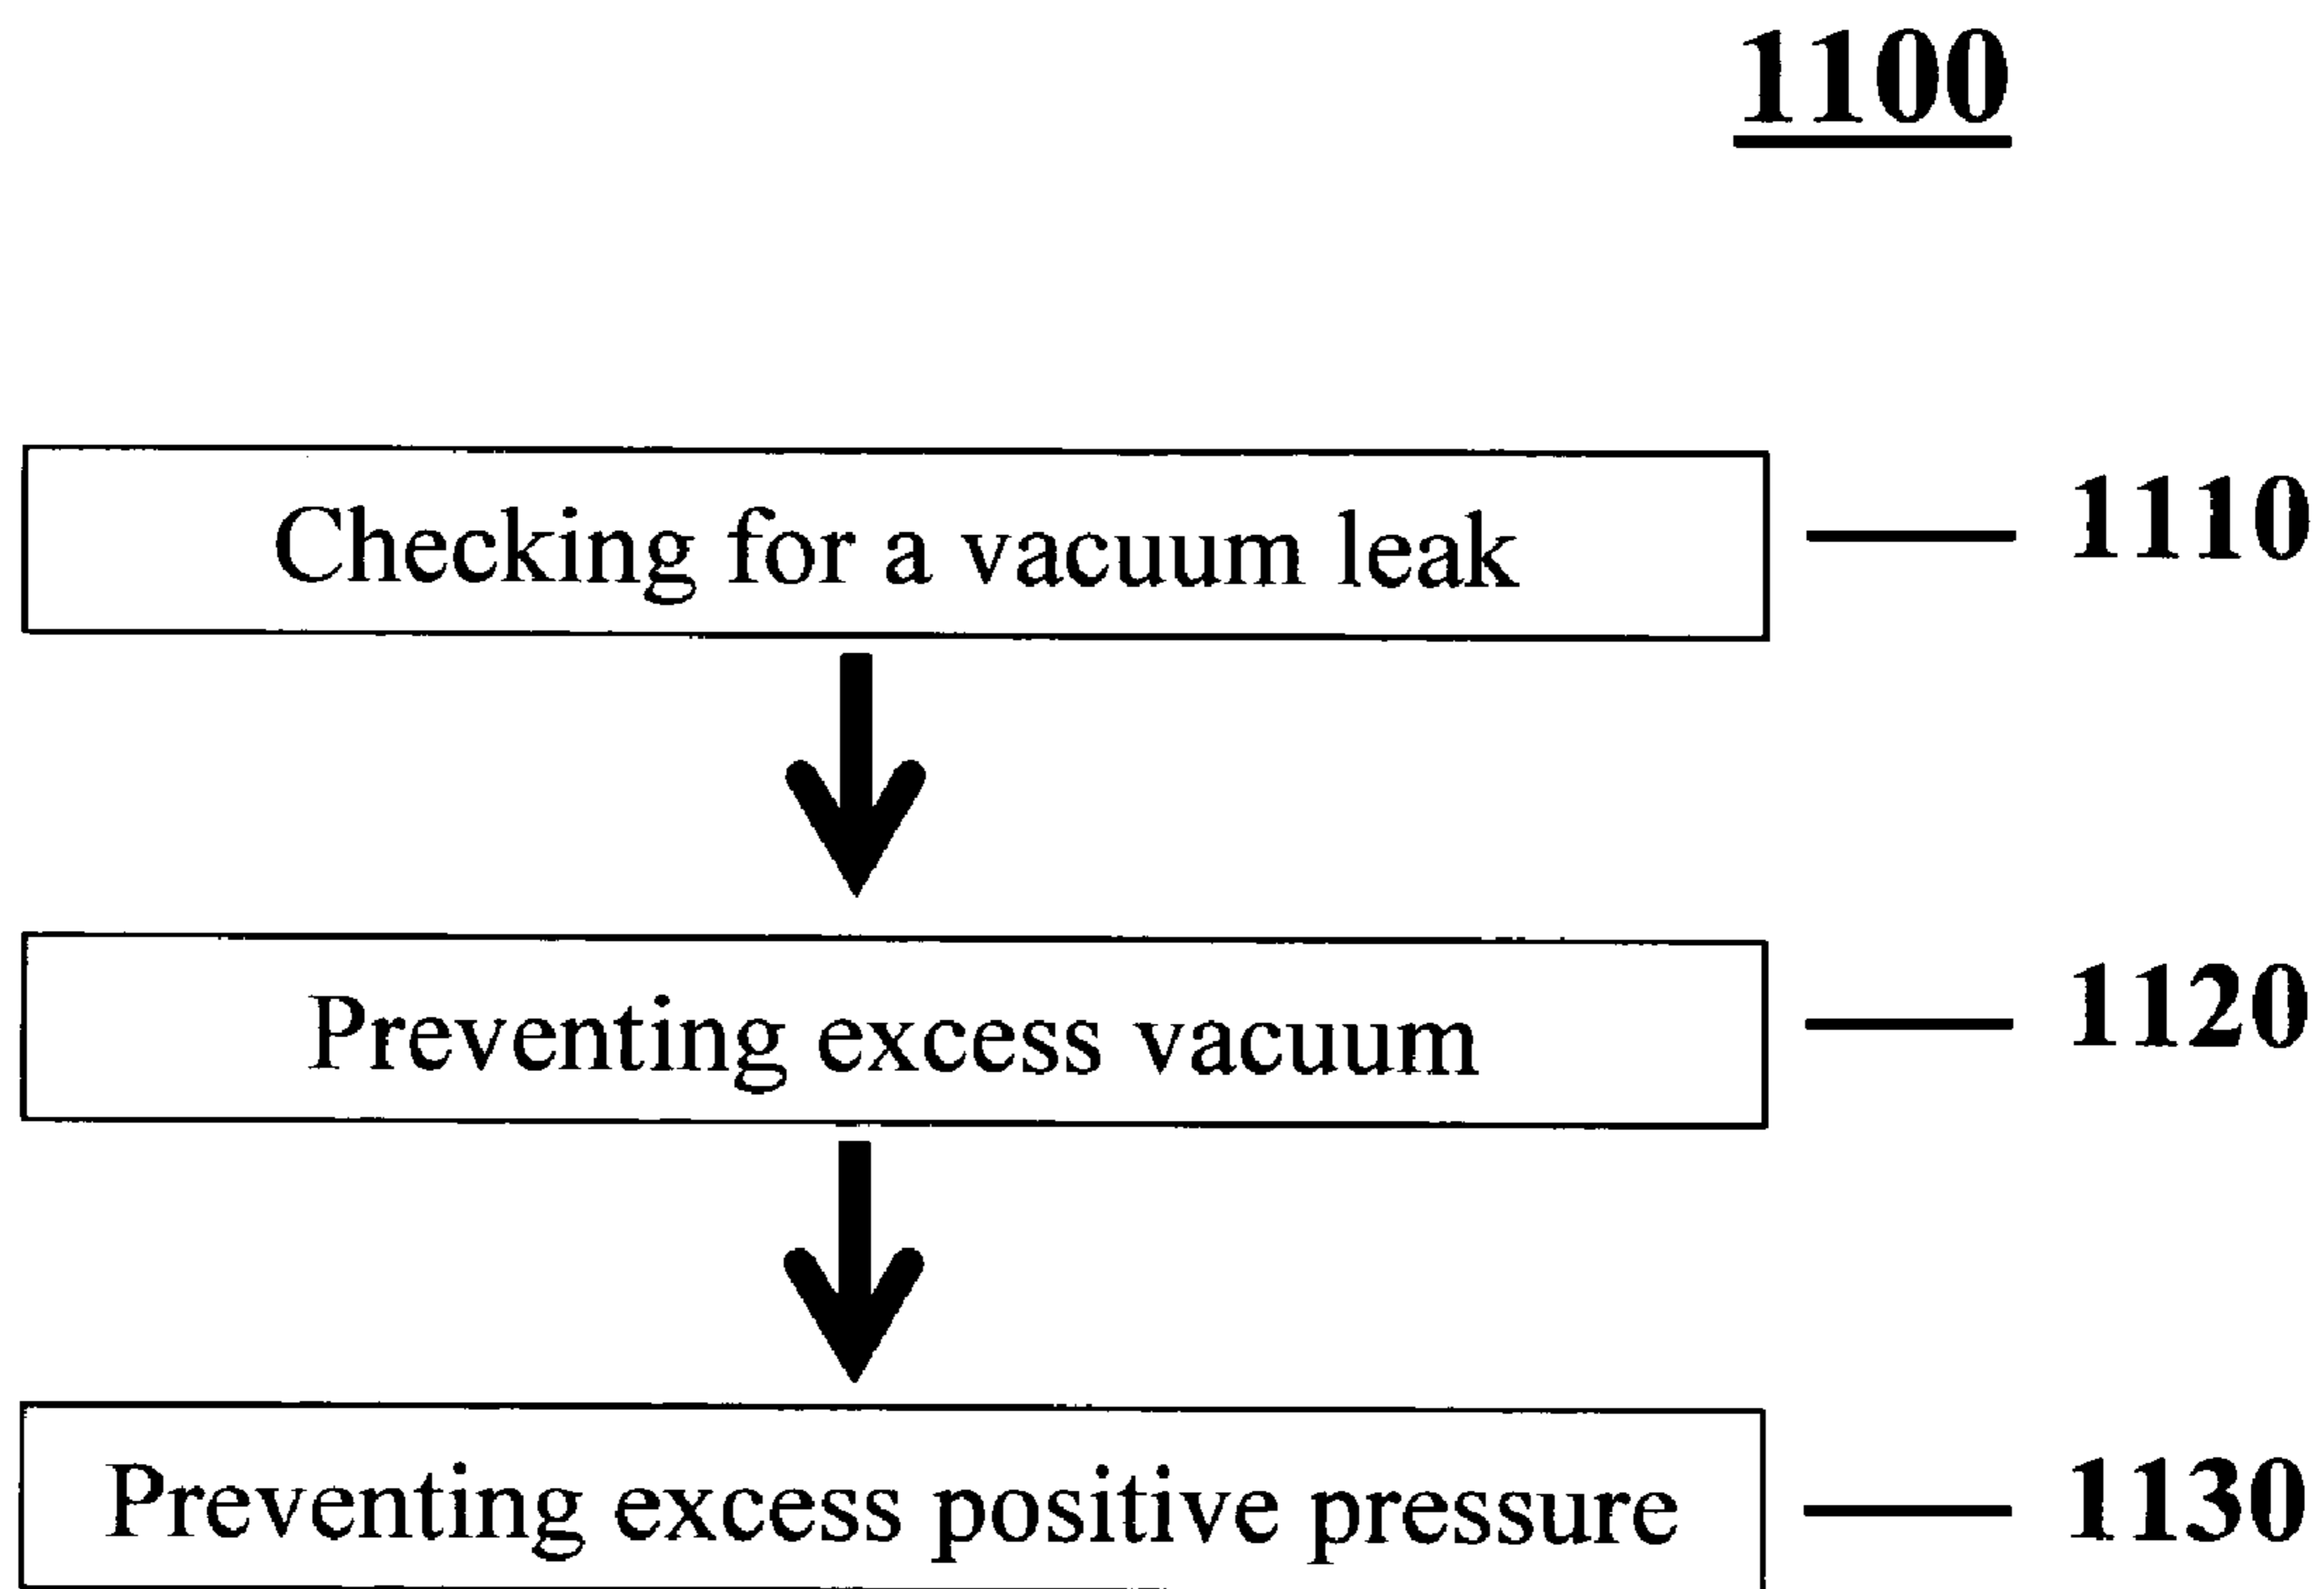 1100
Checking for a vacuum leak 1110
Preventing excess vacuum 1120
Preventing excess positive pressure 1130